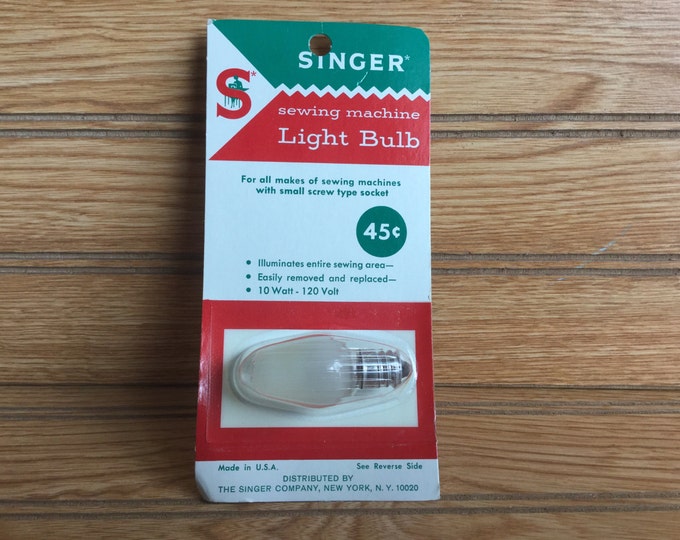 SINGER*
S*
sewing machine
Light Bulb
For all makes of sewing machines
with small screw type socket
45¢
• Illuminates entire sewing area—
• Easily removed and replaced—
• 10 Watt - 120 Volt
Made in U.S.A. See Reverse Side
DISTRIBUTED BY
THE SINGER COMPANY, NEW YORK, N. Y. 10020